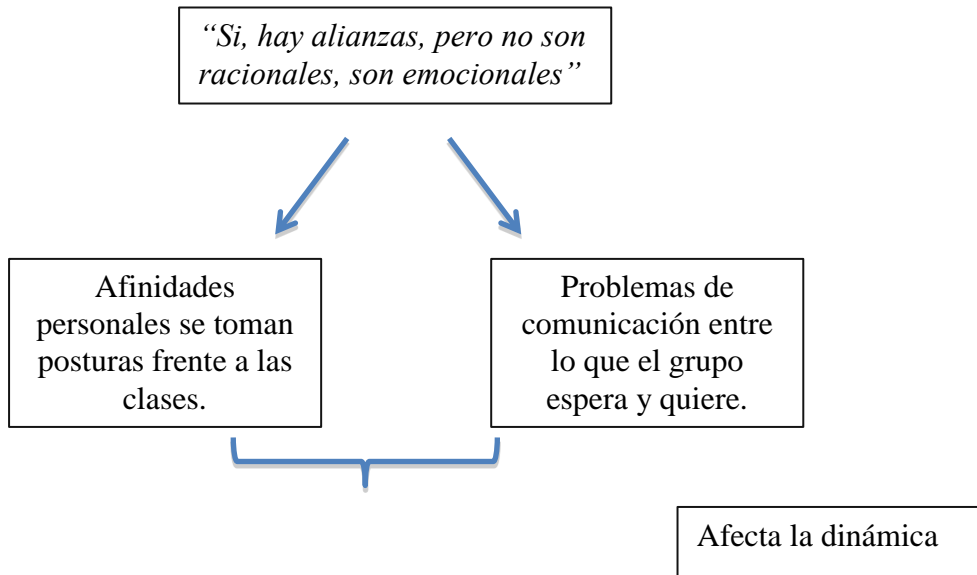 “Si, hay alianzas, pero no son
racionales, son emocionales”
Afinidades
personales se toman
posturas frente a las
clases.
Problemas de
comunicación entre
lo que el grupo
espera y quiere.
Afecta la dinámica